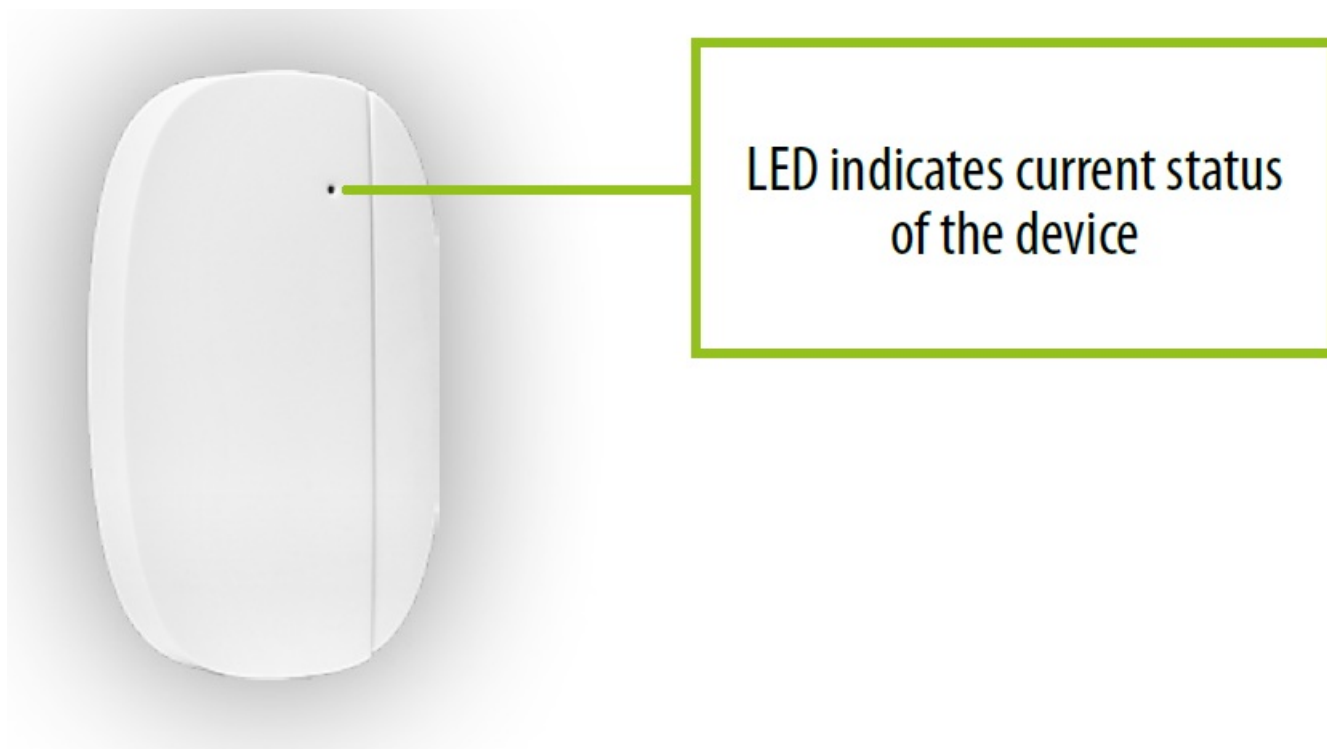 LED indicates current status
of the device